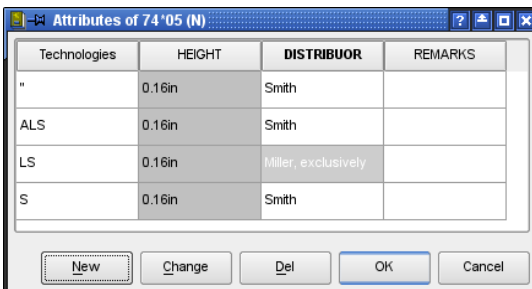 Attributes of 74*05 (N)
Technologies HEIGHT DISTRIBUOR REMARKS
" 0.16in Smith
ALS 0.16in Smith
LS 0.16in Miller, exclusively
S 0.16in Smith
New Change Del OK Cancel